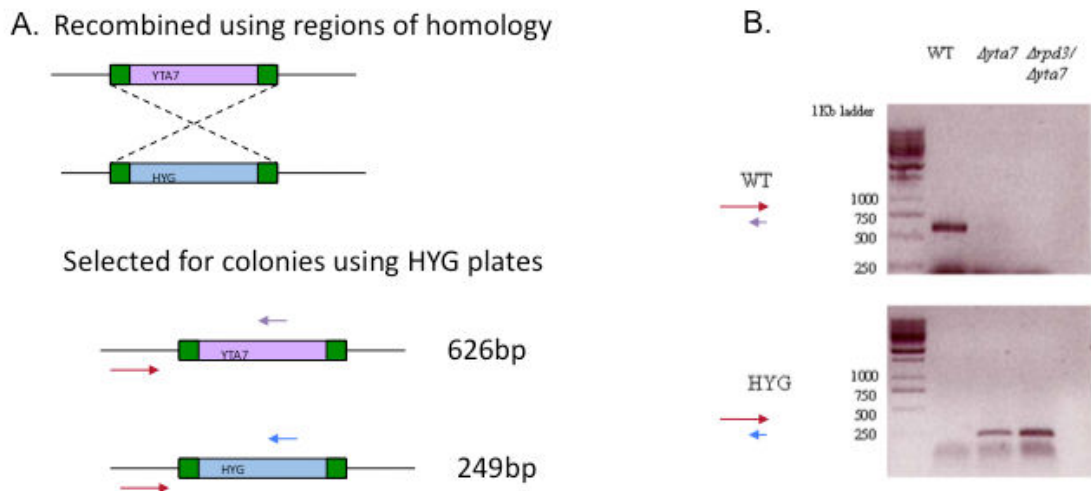 A. Recombined using regions of homology
YTA7
HYG
Selected for colonies using HYG plates
YTA7
626bp
HYG
249bp
B.
WT Δyta7 Δrpd3/
Δyta7
1Kb ladder
WT
1000
750
500
250
HYG
1000
750
500
250